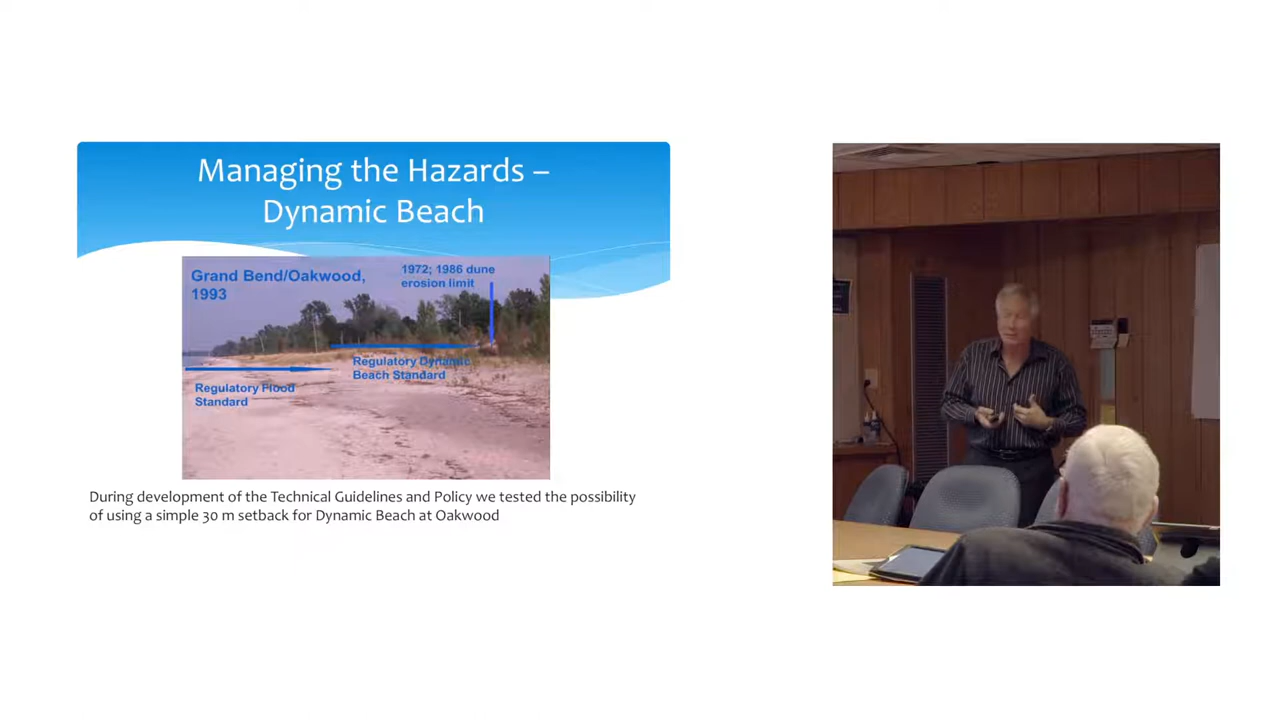 Managing the Hazards –
Dynamic Beach
Grand Bend/Oakwood,
1993
1972; 1986 dune
erosion limit
Regulatory Dynamic
Beach Standard
Regulatory Flood
Standard
During development of the Technical Guidelines and Policy we tested the possibility
of using a simple 30 m setback for Dynamic Beach at Oakwood